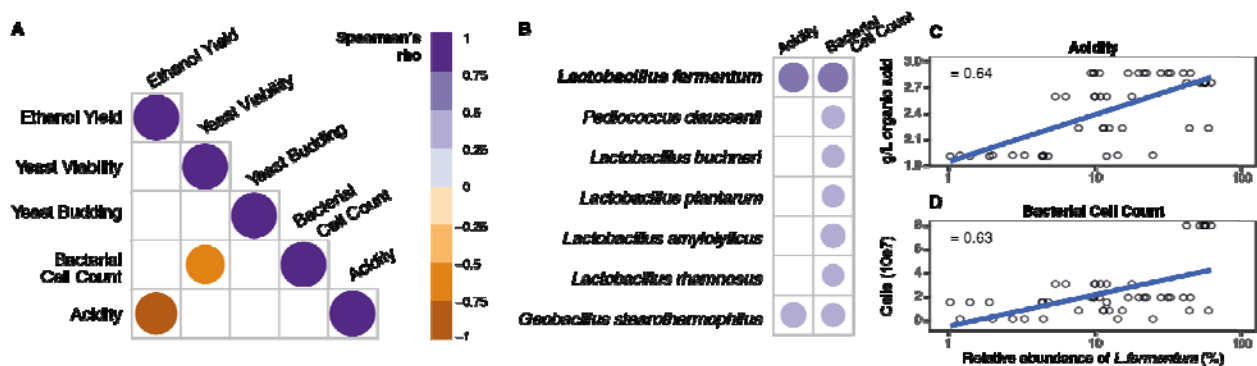 A
Spearman's
rho
Ethanol Yield
Yeast Viability
Yeast Budding
Bacterial
Cell Count
Acidity
Ethanol Yield
Yeast Viability
Yeast Budding
Bacterial
Cell Count
Acidity
1
0.75
0.5
0.25
0
−0.25
−0.5
−0.75
−1
B
Acidity
Bacterial
Cell Count
Lactobacillus fermentum
Pediococcus claussenii
Lactobacillus buchneri
Lactobacillus plantarum
Lactobacillus amylolyticus
Lactobacillus rhamnosus
Geobacillus stearothermophilus
C
Acidity
= 0.64
g/L organic acid
3.0
2.7
2.4
2.1
1.8
1
10
100
D
Bacterial Cell Count
= 0.63
Cells (10e7)
8
6
4
2
0
1
10
100
Relative abundance of L.fermentum (%)